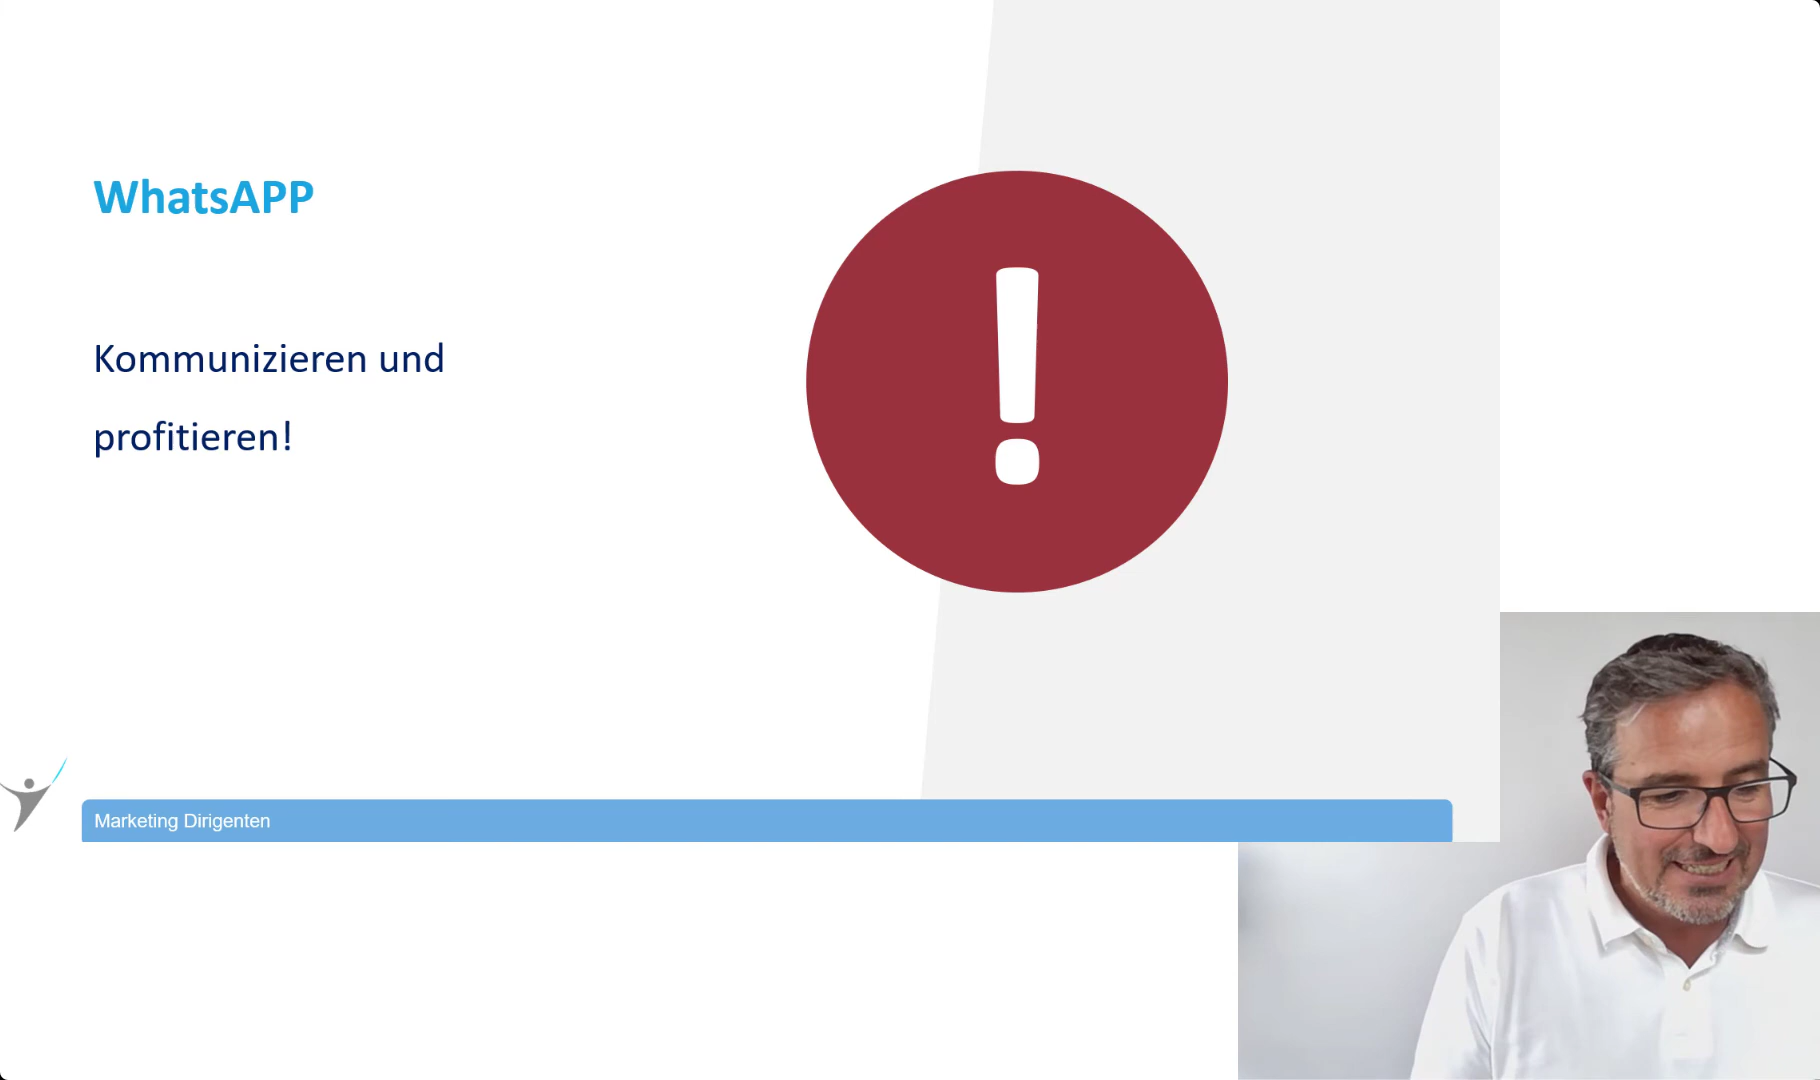 WhatsAPP
Kommunizieren und
profitieren!
!
Marketing Dirigenten